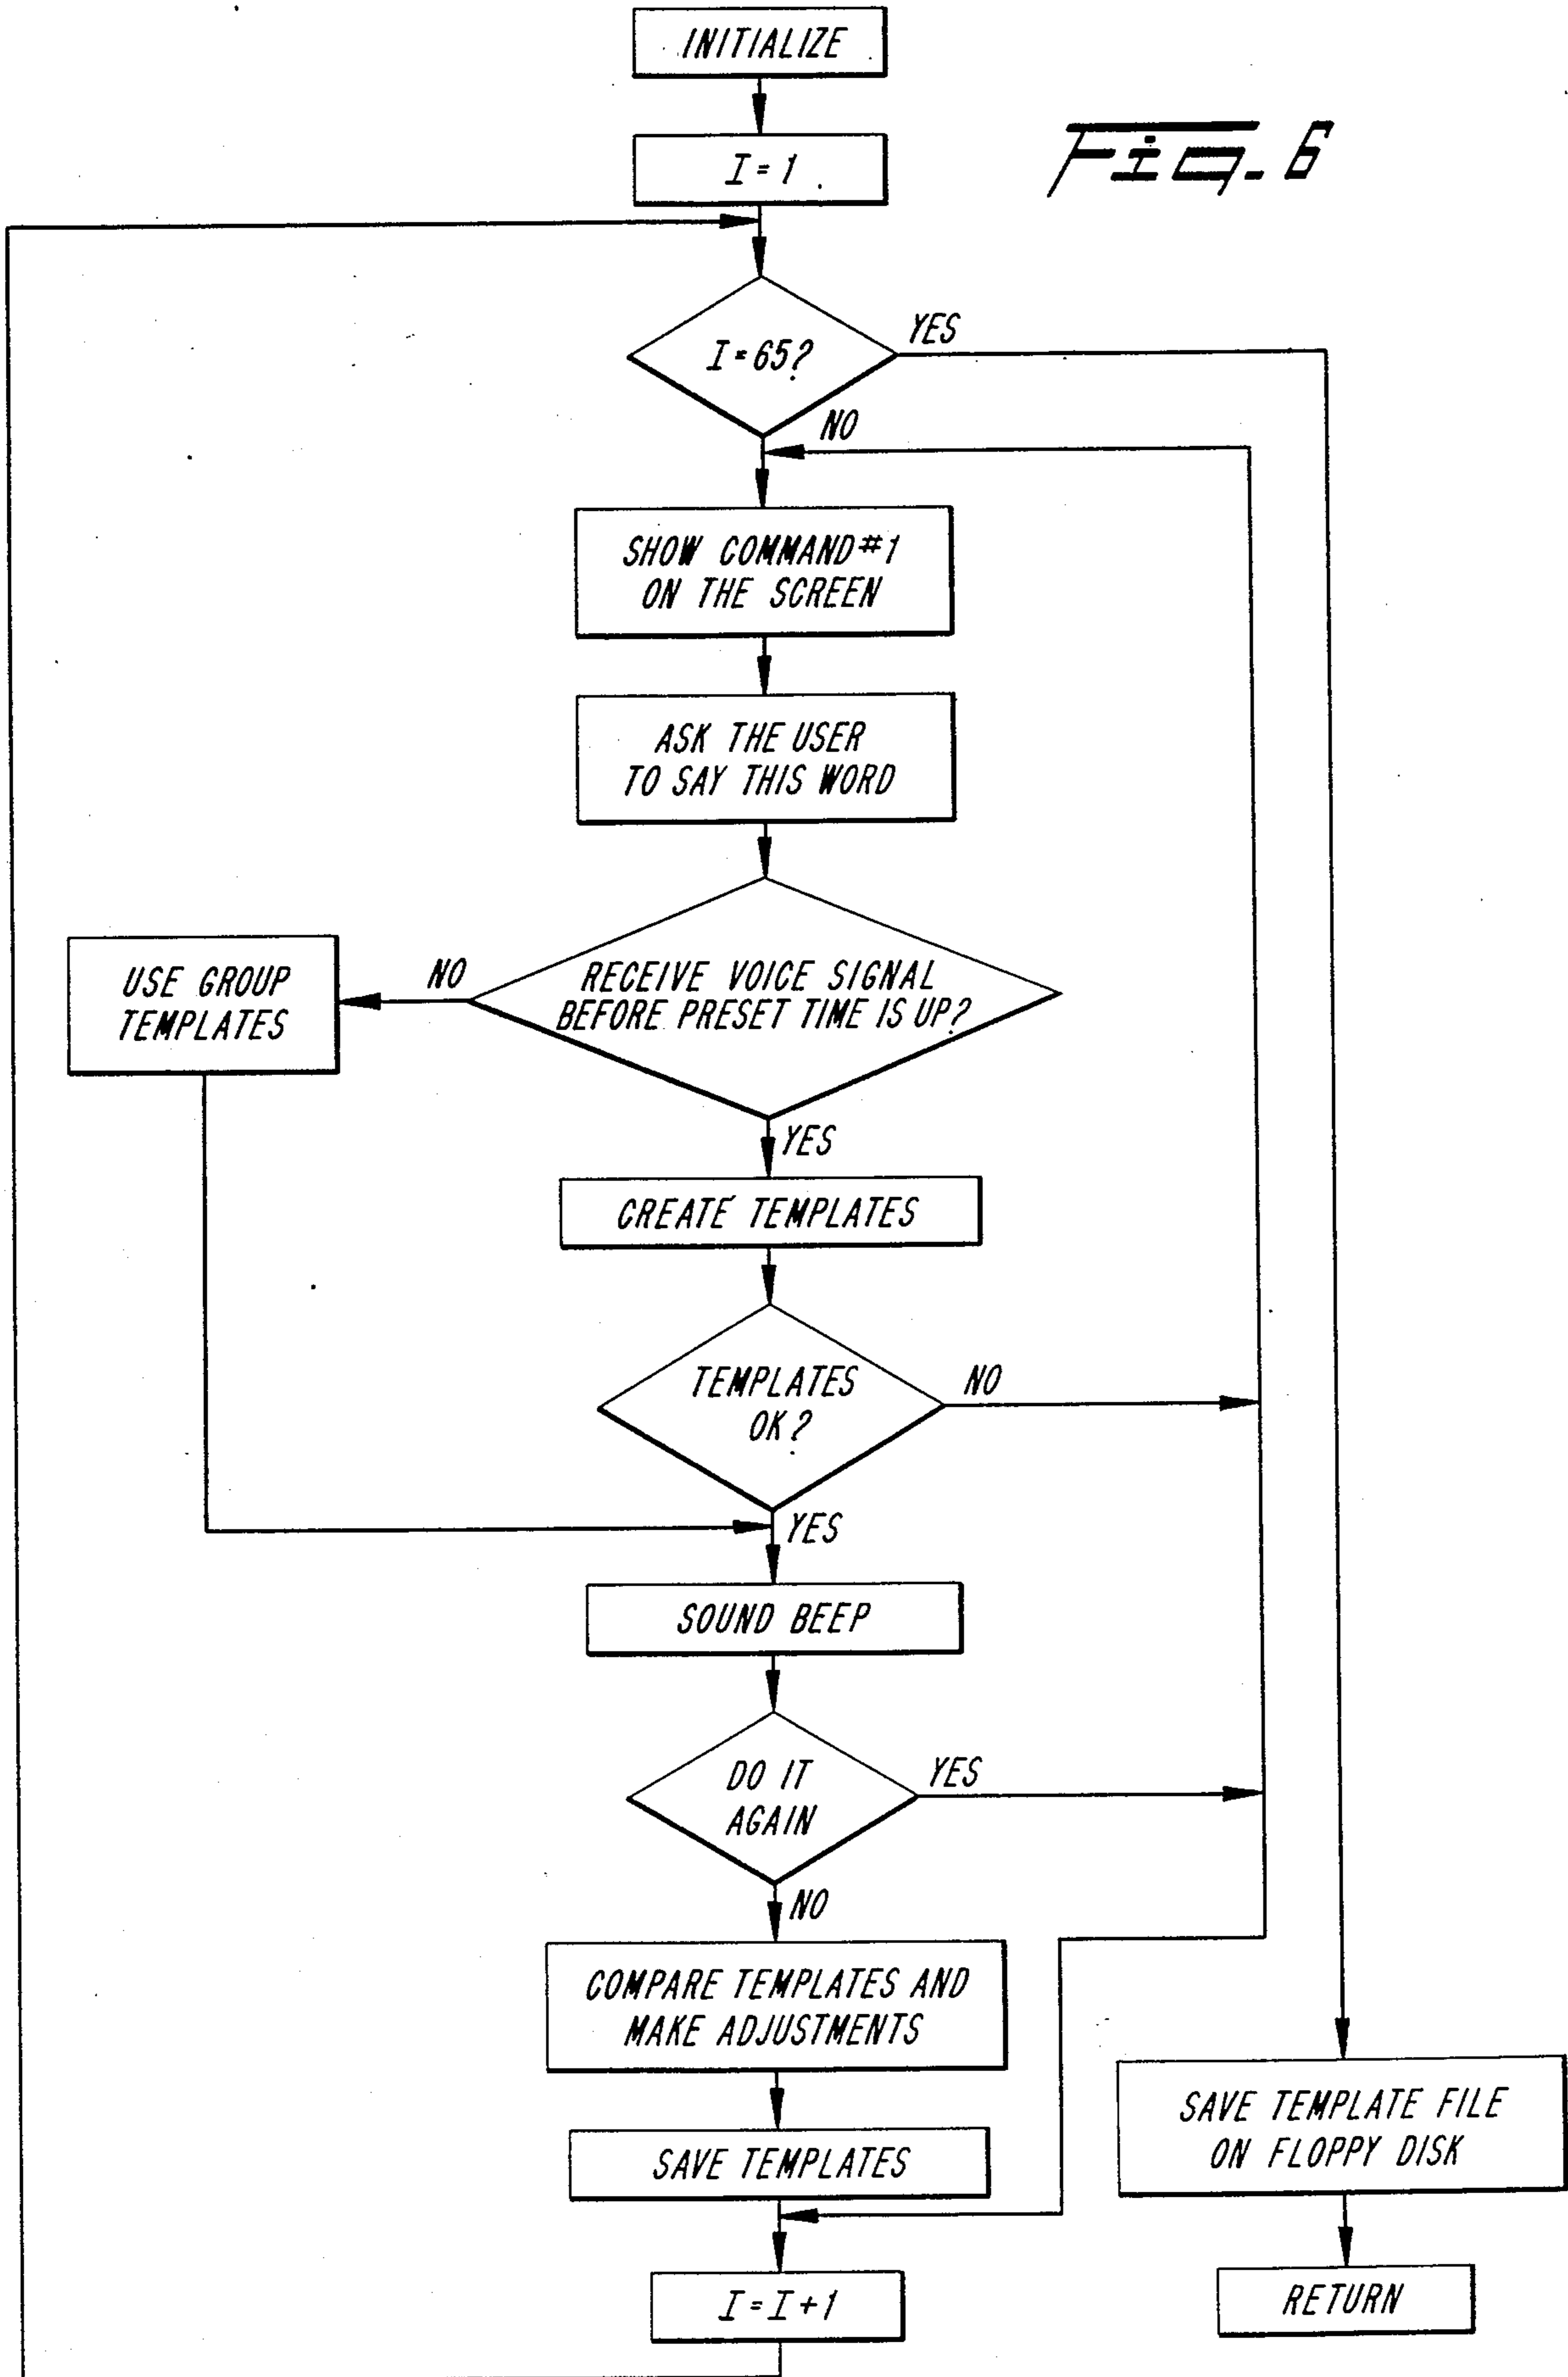 INITIALIZE
Fig. 6
I = 1
I = 65?
YES
NO
SHOW COMMAND #1
ON THE SCREEN
ASK THE USER
TO SAY THIS WORD
RECEIVE VOICE SIGNAL
BEFORE PRESET TIME IS UP?
NO
USE GROUP
TEMPLATES
YES
CREATE TEMPLATES
TEMPLATES
OK?
NO
YES
SOUND BEEP
DO IT
AGAIN
YES
NO
COMPARE TEMPLATES AND
MAKE ADJUSTMENTS
SAVE TEMPLATES
I = I + 1
SAVE TEMPLATE FILE
ON FLOPPY DISK
RETURN